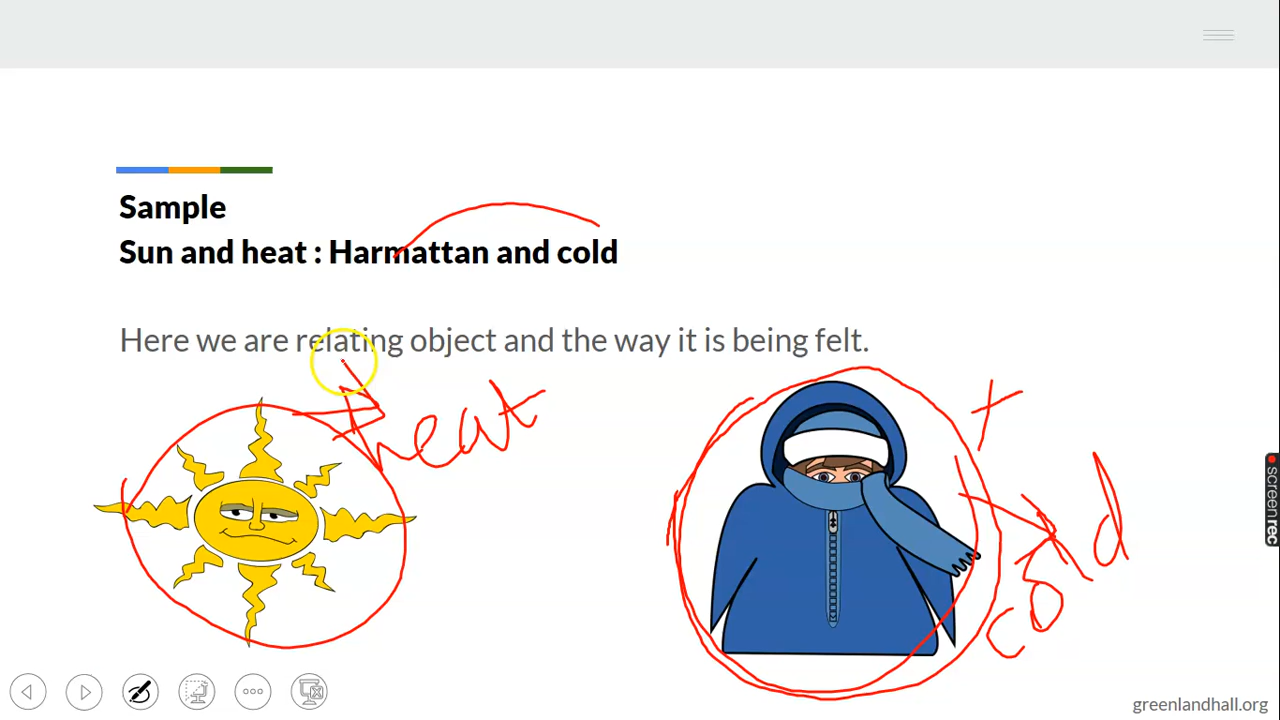 Sample
Sun and heat : Harmattan and cold
Here we are relating object and the way it is being felt.
heat
cold
screenrec
greenlandhall.org